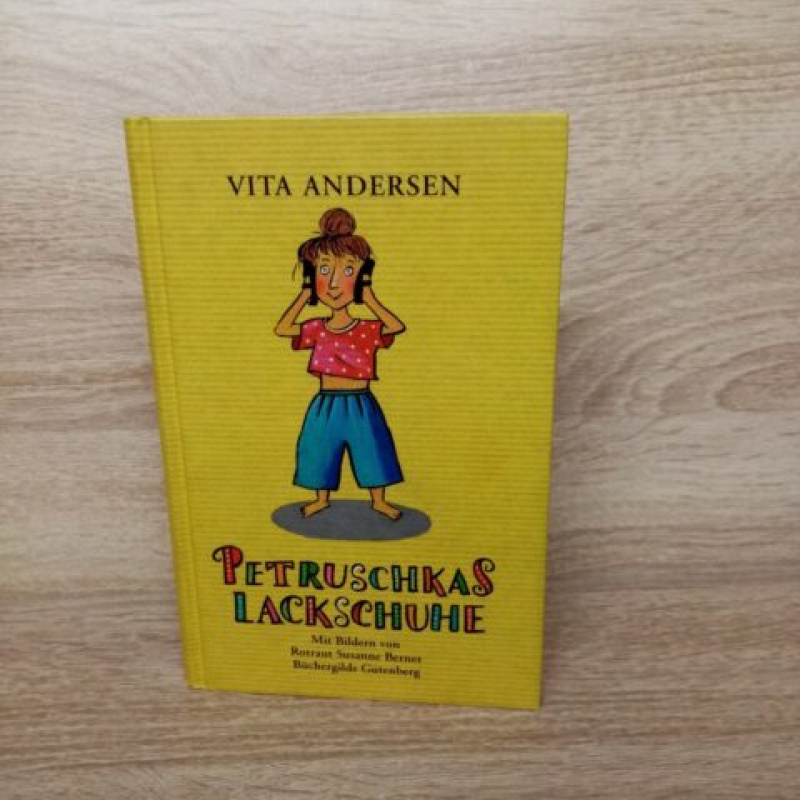 VITA ANDERSEN
PETRUSCHKAS
LACKSCHUHE
Mit Bildern von
Rotraut Susanne Berner
Büchergilde Gutenberg